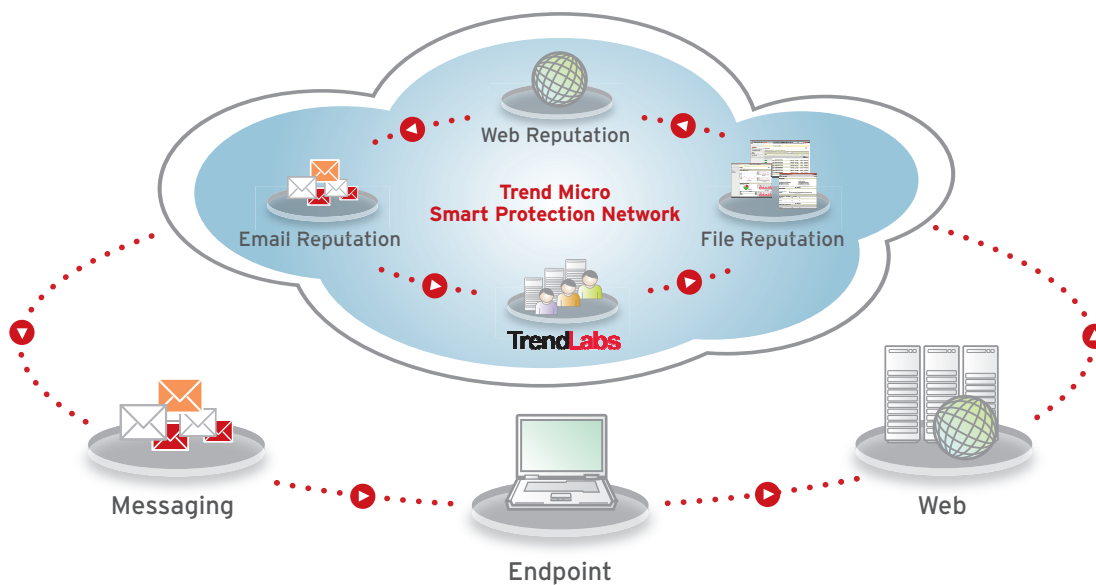 Web Reputation
Trend Micro
Smart Protection Network
Email Reputation
File Reputation
TrendLabs
Messaging
Web
Endpoint